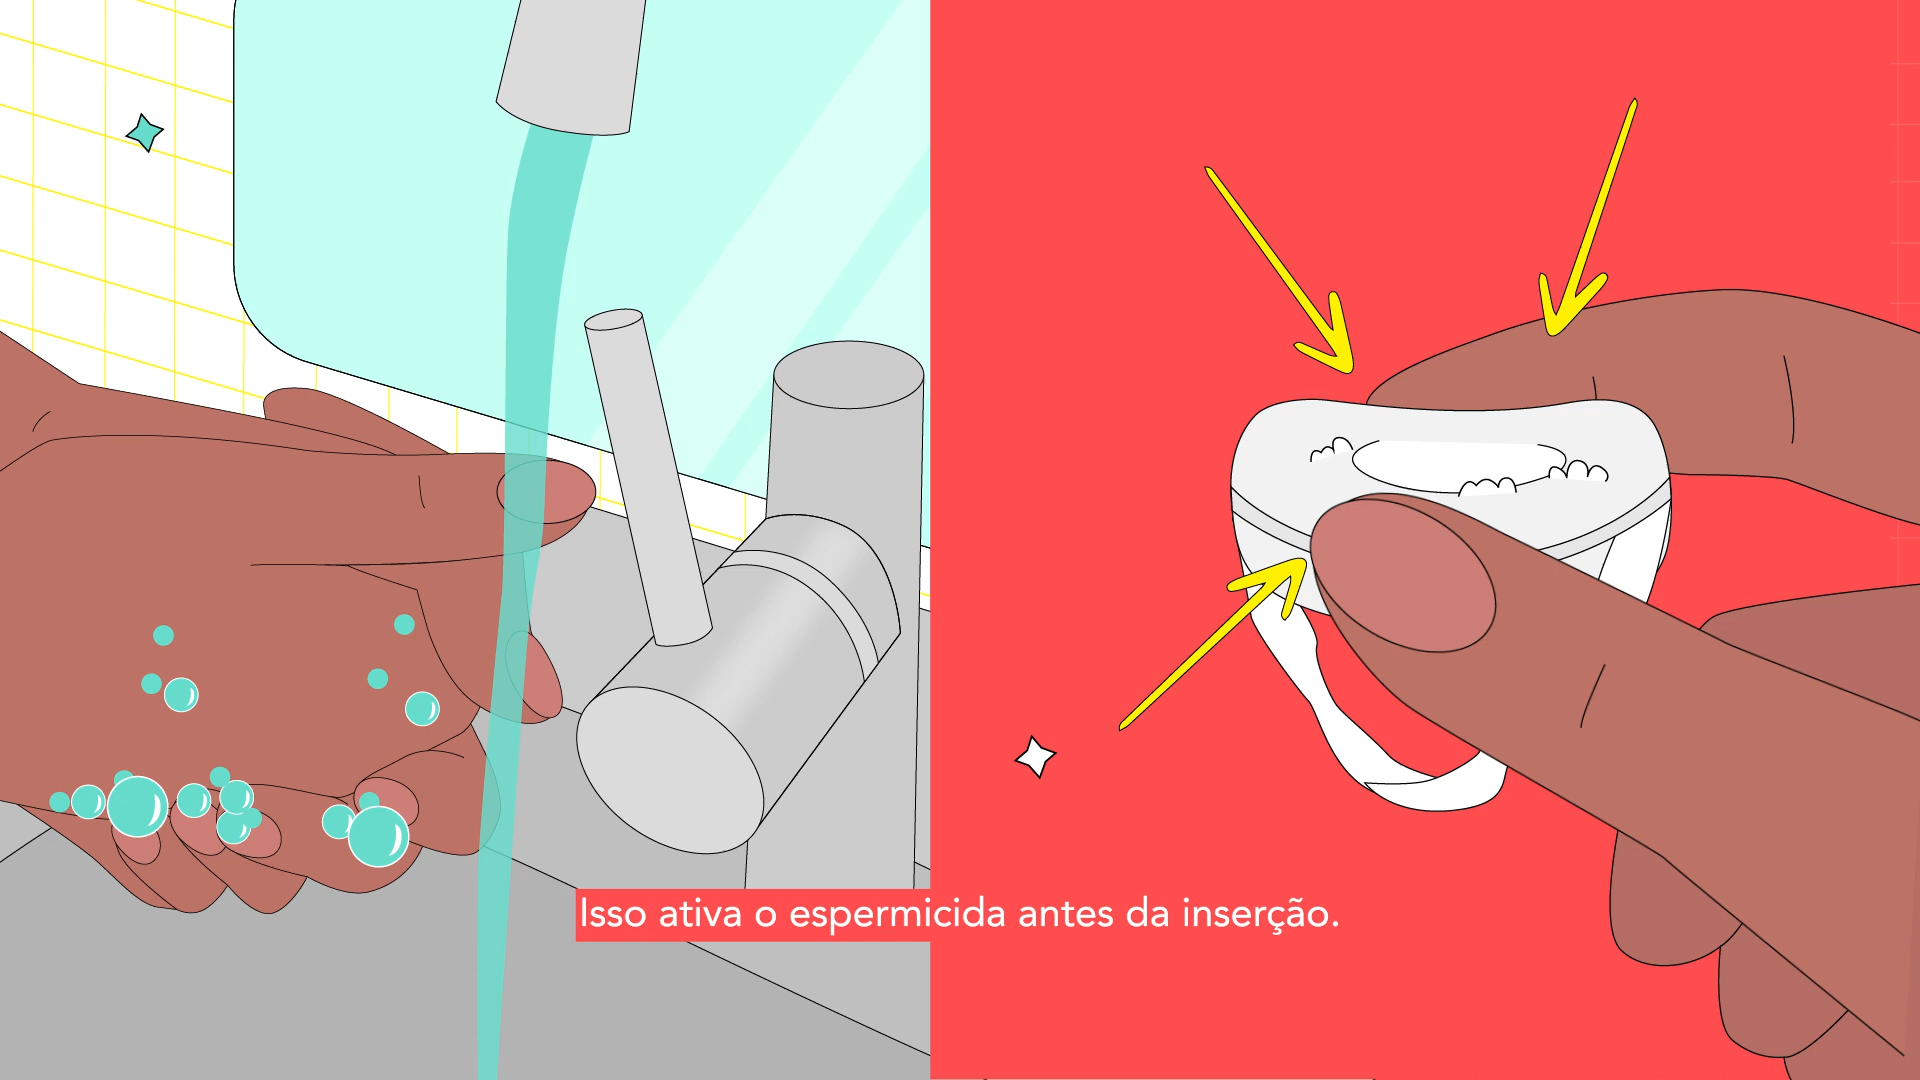 Isso ativa o espermicida antes da inserção.